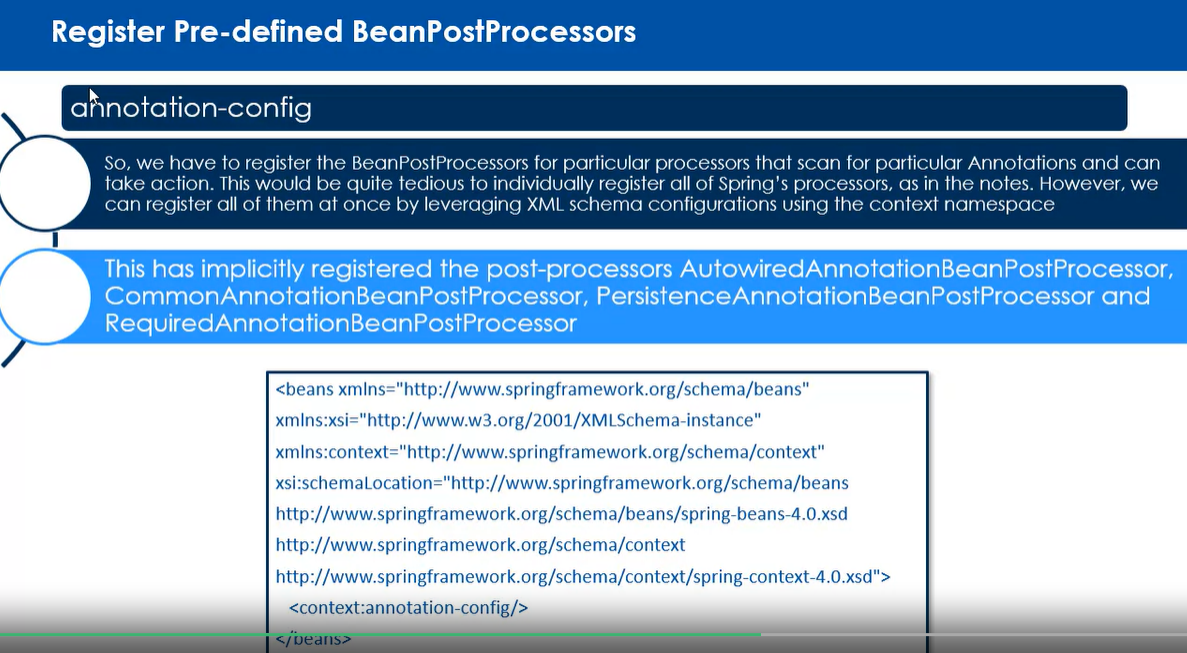 Register Pre-defined BeanPostProcessors
annotation-config
So, we have to register the BeanPostProcessors for particular processors that scan for particular Annotations and can
take action. This would be quite tedious to individually register all of Spring's processors, as in the notes. However, we
can register all of them at once by leveraging XML schema configurations using the context namespace
This has implicitly registered the post-processors AutowiredAnnotationBeanPostProcessor,
CommonAnnotationBeanPostProcessor, PersistenceAnnotationBeanPostProcessor and
RequiredAnnotationBeanPostProcessor
<beans xmlns="http://www.springframework.org/schema/beans"
xmlns:xsi="http://www.w3.org/2001/XMLSchema-instance"
xmlns:context="http://www.springframework.org/schema/context"
xsi:schemaLocation="http://www.springframework.org/schema/beans
http://www.springframework.org/schema/beans/spring-beans-4.0.xsd
http://www.springframework.org/schema/context
http://www.springframework.org/schema/context/spring-context-4.0.xsd">
<context:annotation-config/>
</beans>